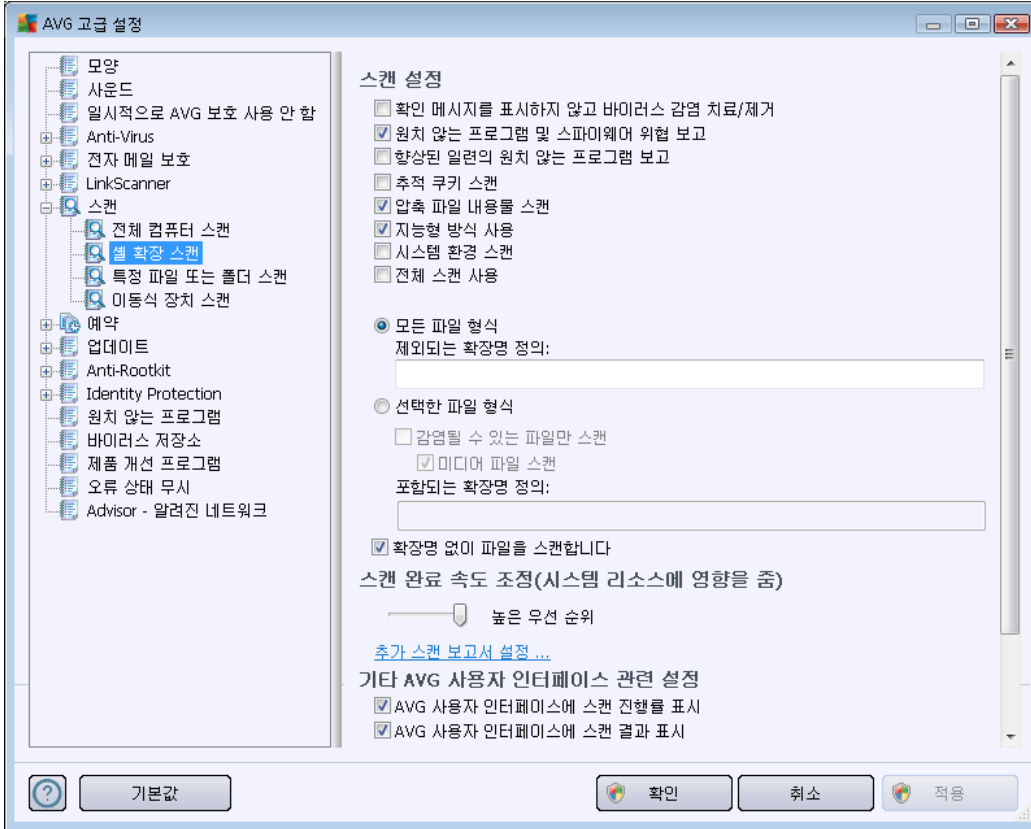 AVG 고급 설정
모양
사운드
일시적으로 AVG 보호 사용 안 함
Anti-Virus
전자 메일 보호
LinkScanner
스캔
전체 컴퓨터 스캔
셸 확장 스캔
특정 파일 또는 폴더 스캔
이동식 장치 스캔
예약
업데이트
Anti-Rootkit
Identity Protection
원치 않는 프로그램
바이러스 저장소
제품 개선 프로그램
오류 상태 무시
Advisor - 알려진 네트워크
스캔 설정
확인 메시지를 표시하지 않고 바이러스 감염 치료/제거
원치 않는 프로그램 및 스파이웨어 위협 보고
향상된 일련의 원치 않는 프로그램 보고
추적 쿠키 스캔
압축 파일 내용물 스캔
지능형 방식 사용
시스템 환경 스캔
전체 스캔 사용
모든 파일 형식
제외되는 확장명 정의:
선택한 파일 형식
감염될 수 있는 파일만 스캔
미디어 파일 스캔
포함되는 확장명 정의:
확장명 없이 파일을 스캔합니다
스캔 완료 속도 조정(시스템 리소스에 영향을 줌)
높은 우선 순위
추가 스캔 보고서 설정 ...
기타 AVG 사용자 인터페이스 관련 설정
AVG 사용자 인터페이스에 스캔 진행률 표시
AVG 사용자 인터페이스에 스캔 결과 표시
기본값
확인
취소
적용